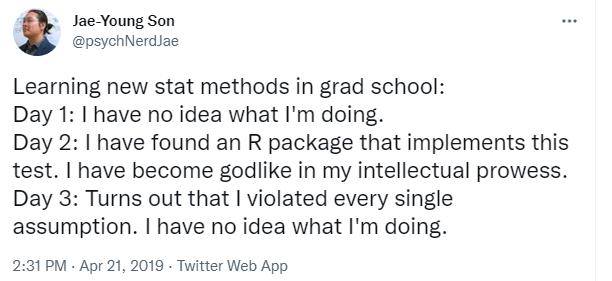 Jae-Young Son
@psychNerdJae
Learning new stat methods in grad school:
Day 1: I have no idea what I'm doing.
Day 2: I have found an R package that implements this
test. I have become godlike in my intellectual prowess.
Day 3: Turns out that I violated every single
assumption. I have no idea what I'm doing.
2:31 PM · Apr 21, 2019 · Twitter Web App